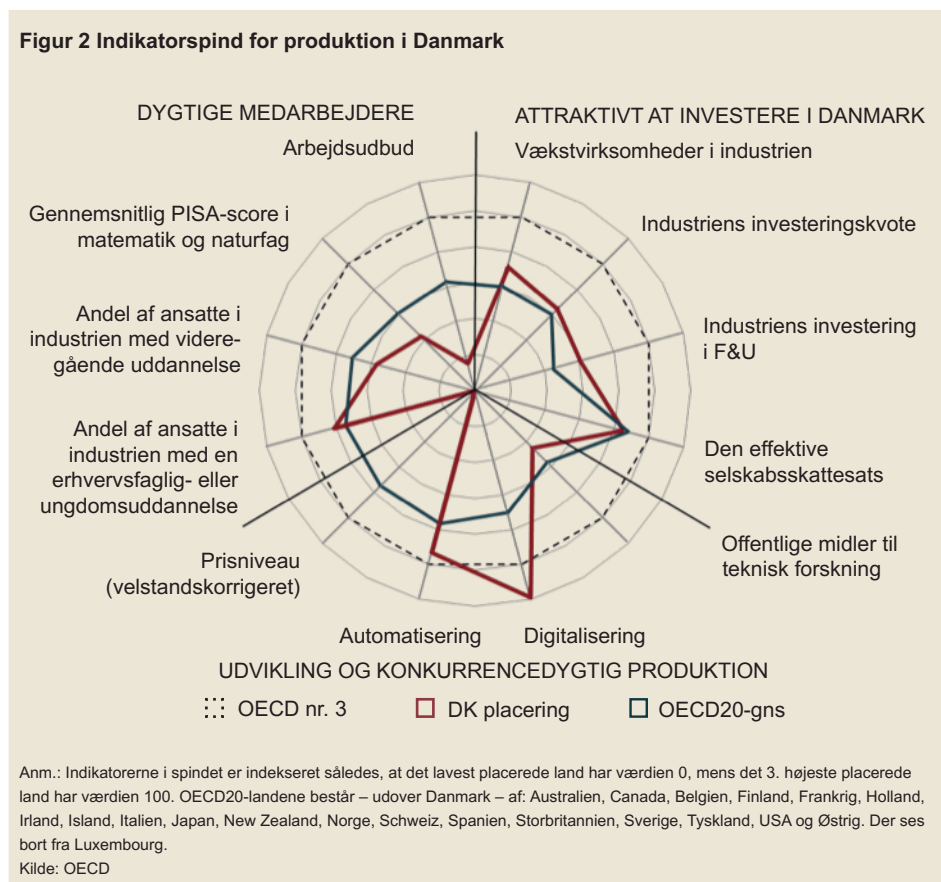 Figur 2 Indikatorspind for produktion i Danmark
DYGTIGE MEDARBEJDERE
ATTRAKTIVT AT INVESTERE I DANMARK
Arbejdsudbud
Vækstvirksomheder i industrien
Gennemsnitlig PISA-score i
matematik og naturfag
Industriens investeringskvote
Andel af ansatte i
industrien med videre-
gående uddannelse
Industriens investering
i F&U
Andel af ansatte i
industrien med en
erhvervsfaglig- eller
ungdomsuddannelse
Den effektive
selskabsskattesats
Prisniveau
(velstandskorrigeret)
Offentlige midler til
teknisk forskning
Automatisering
Digitalisering
UDVIKLING OG KONKURRENCEDYGTIG PRODUKTION
OECD nr. 3
DK placering
OECD20-gns
Anm.: Indikatorerne i spindet er indekseret således, at det lavest placerede land har værdien 0, mens det 3. højeste placerede
land har værdien 100. OECD20-landene består – udover Danmark – af: Australien, Canada, Belgien, Finland, Frankrig, Holland,
Irland, Island, Italien, Japan, New Zealand, Norge, Schweiz, Spanien, Storbritannien, Sverige, Tyskland, USA og Østrig. Der ses
bort fra Luxembourg.
Kilde: OECD